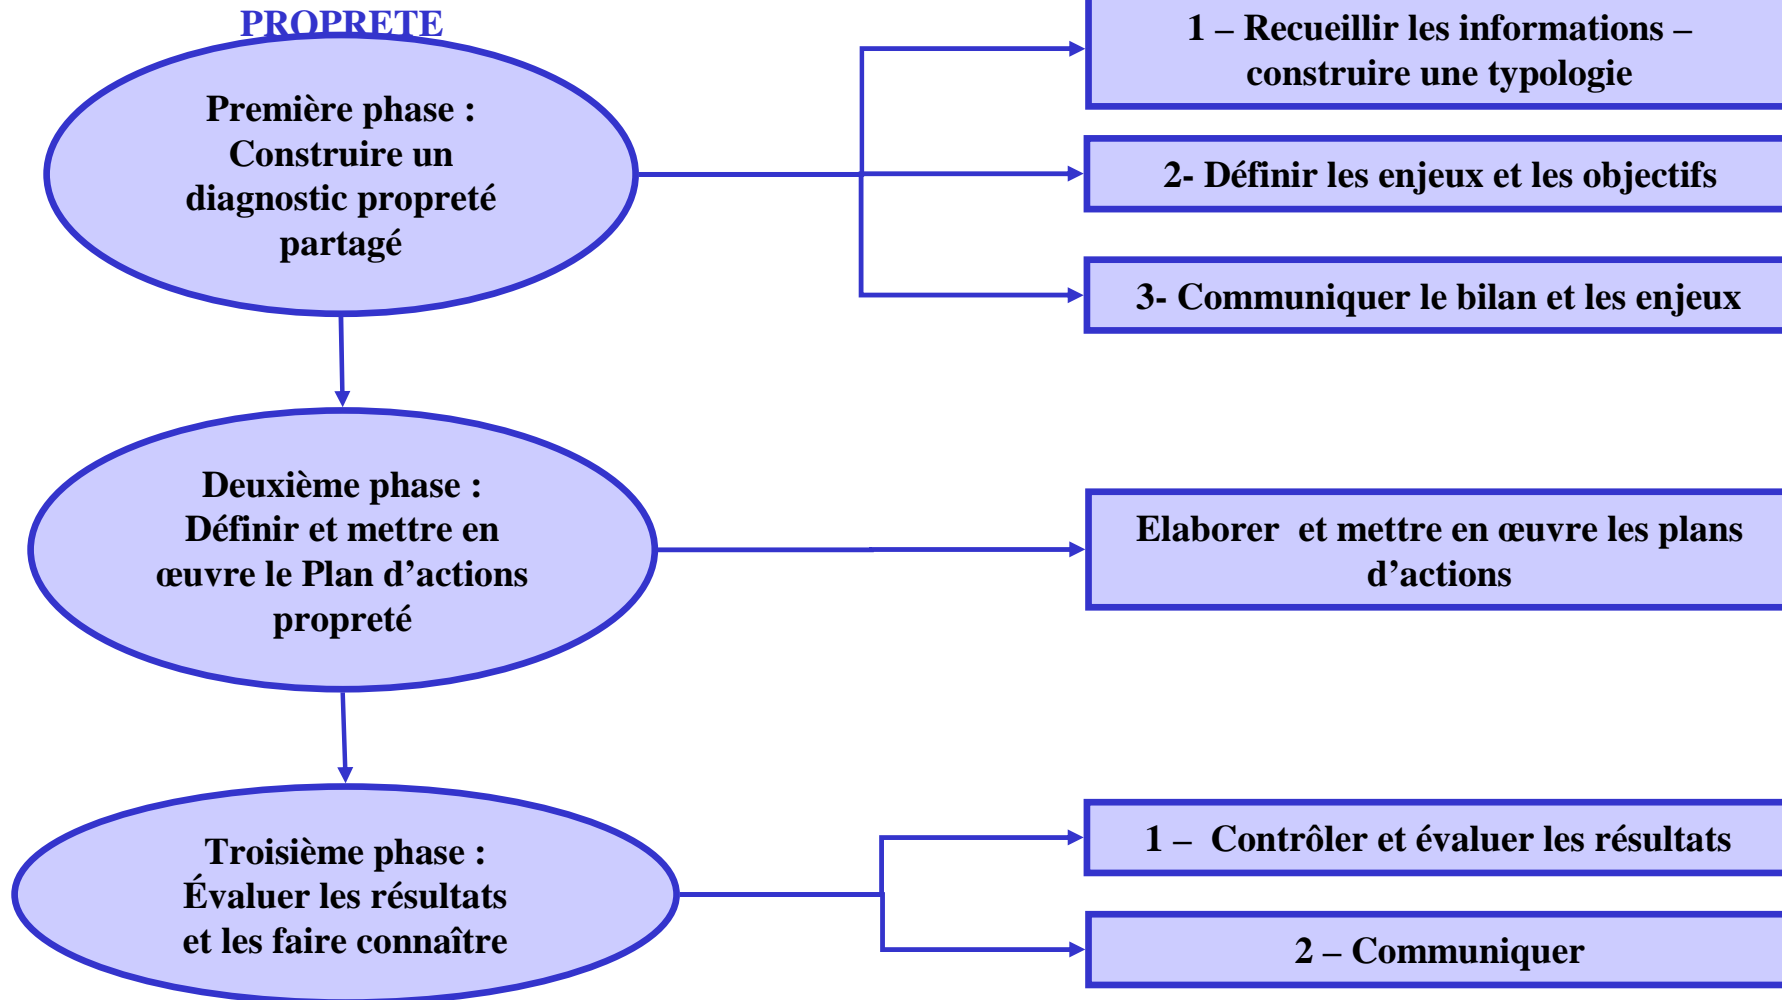 PROPRETE
Première phase :
Construire un
diagnostic propreté
partagé
1 – Recueillir les informations –
construire une typologie
2- Définir les enjeux et les objectifs
3- Communiquer le bilan et les enjeux
Deuxième phase :
Définir et mettre en
œuvre le Plan d’actions
propreté
Elaborer  et mettre en œuvre les plans
d’actions
Troisième phase :
Évaluer les résultats
et les faire connaître
1 –  Contrôler et évaluer les résultats
2 – Communiquer